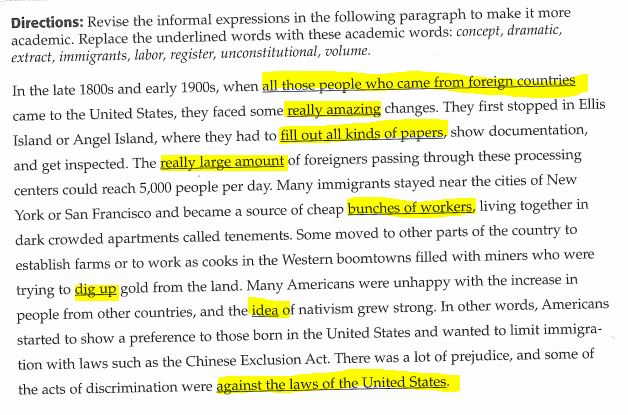 Directions: Revise the informal expressions in the following paragraph to make it more
academic. Replace the underlined words with these academic words: concept, dramatic,
extract, immigrants, labor, register, unconstitutional, volume.
In the late 1800s and early 1900s, when all those people who came from foreign countries
came to the United States, they faced some really amazing changes. They first stopped in Ellis
Island or Angel Island, where they had to fill out all kinds of papers, show documentation,
and get inspected. The really large amount of foreigners passing through these processing
centers could reach 5,000 people per day. Many immigrants stayed near the cities of New
York or San Francisco and became a source of cheap bunches of workers, living together in
dark crowded apartments called tenements. Some moved to other parts of the country to
establish farms or to work as cooks in the Western boomtowns filled with miners who were
trying to dig up gold from the land. Many Americans were unhappy with the increase in
people from other countries, and the idea of nativism grew strong. In other words, Americans
started to show a preference to those born in the United States and wanted to limit immigra-
tion with laws such as the Chinese Exclusion Act. There was a lot of prejudice, and some of
the acts of discrimination were against the laws of the United States.